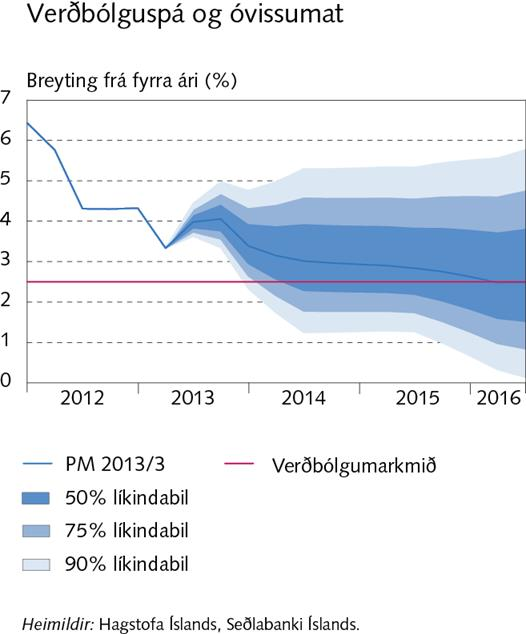 Verðbólguspá og óvissumat
Breyting frá fyrra ári (%)
7
6
5
4
3
2
1
0
2012 2013 2014 2015 2016
PM 2013/3 Verðbólgumarkmið
50% líkindabil
75% líkindabil
90% líkindabil
Heimildir: Hagstofa Íslands, Seðlabanki Íslands.